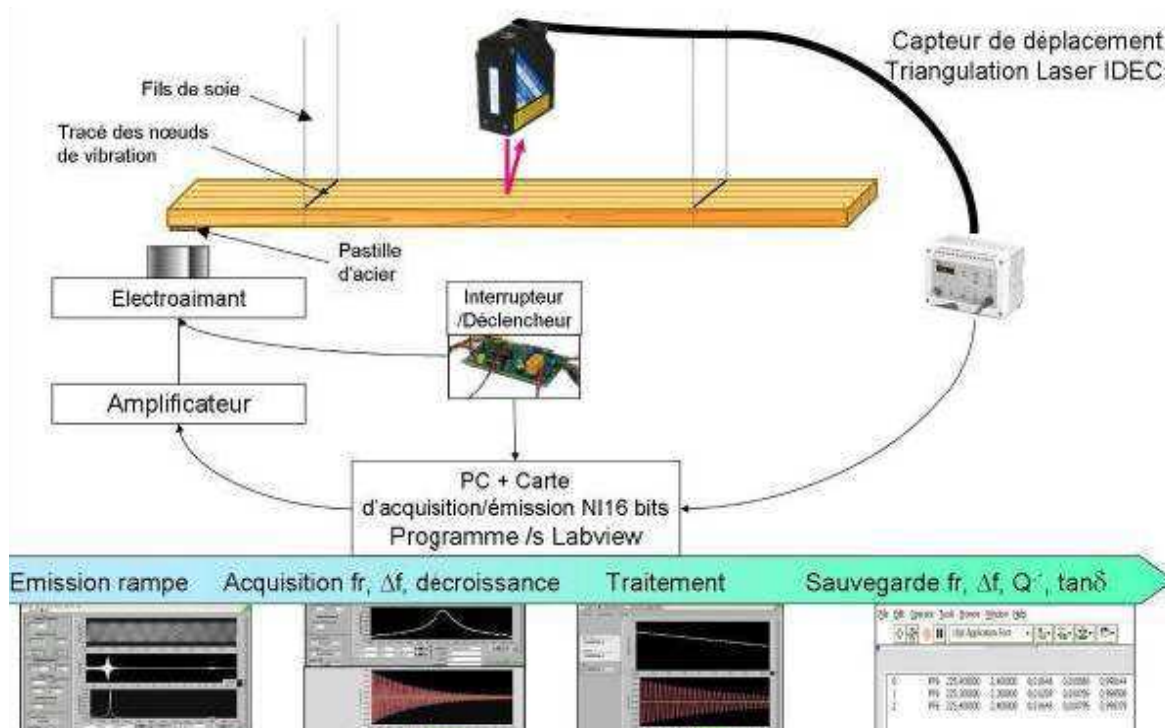 Capteur de déplacement
Triangulation Laser IDEC
Fils de soie
Tracé des nœuds
de vibration
Pastille
d'acier
Electroaimant
Interrupteur
/Déclencheur
Amplificateur
PC + Carte
d'acquisition/émission NI16 bits
Programme /s Labview
Emission rampe
Acquisition fr, Δf, décroissance
Traitement
Sauvegarde fr, Δf, Q⁻¹, tanδ